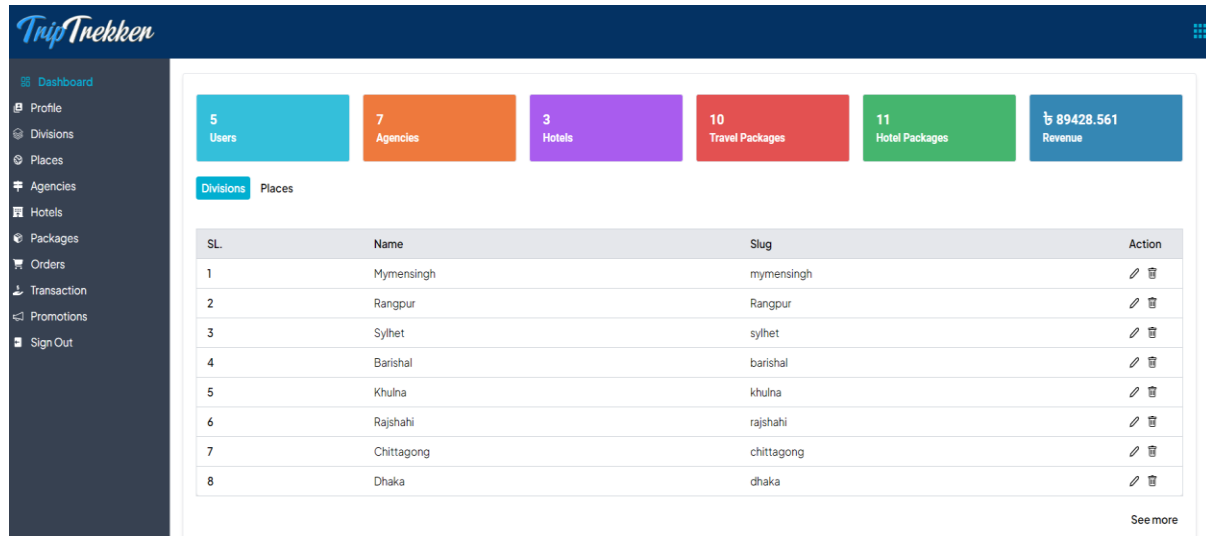 TripTrekken
Dashboard
Profile
Divisions
Places
Agencies
Hotels
Packages
Orders
Transaction
Promotions
Sign Out
5
Users
7
Agencies
3
Hotels
10
Travel Packages
11
Hotel Packages
৳ 89428.561
Revenue
Divisions Places
SL. Name Slug Action
1 Mymensingh mymensingh
2 Rangpur Rangpur
3 Sylhet sylhet
4 Barishal barishal
5 Khulna khulna
6 Rajshahi rajshahi
7 Chittagong chittagong
8 Dhaka dhaka
See more